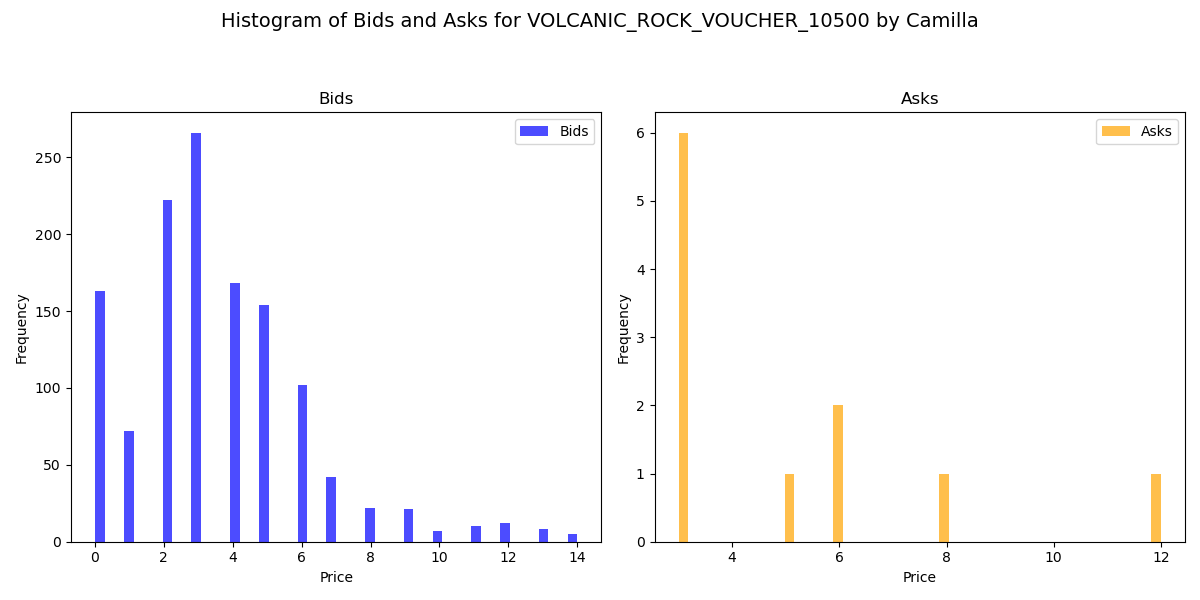 Histogram of Bids and Asks for VOLCANIC_ROCK_VOUCHER_10500 by Camilla
Bids
Bids
250
200
150
100
50
0
Frequency
0 2 4 6 8 10 12 14
Price
Asks
Asks
6
5
4
3
2
1
0
Frequency
4 6 8 10 12
Price